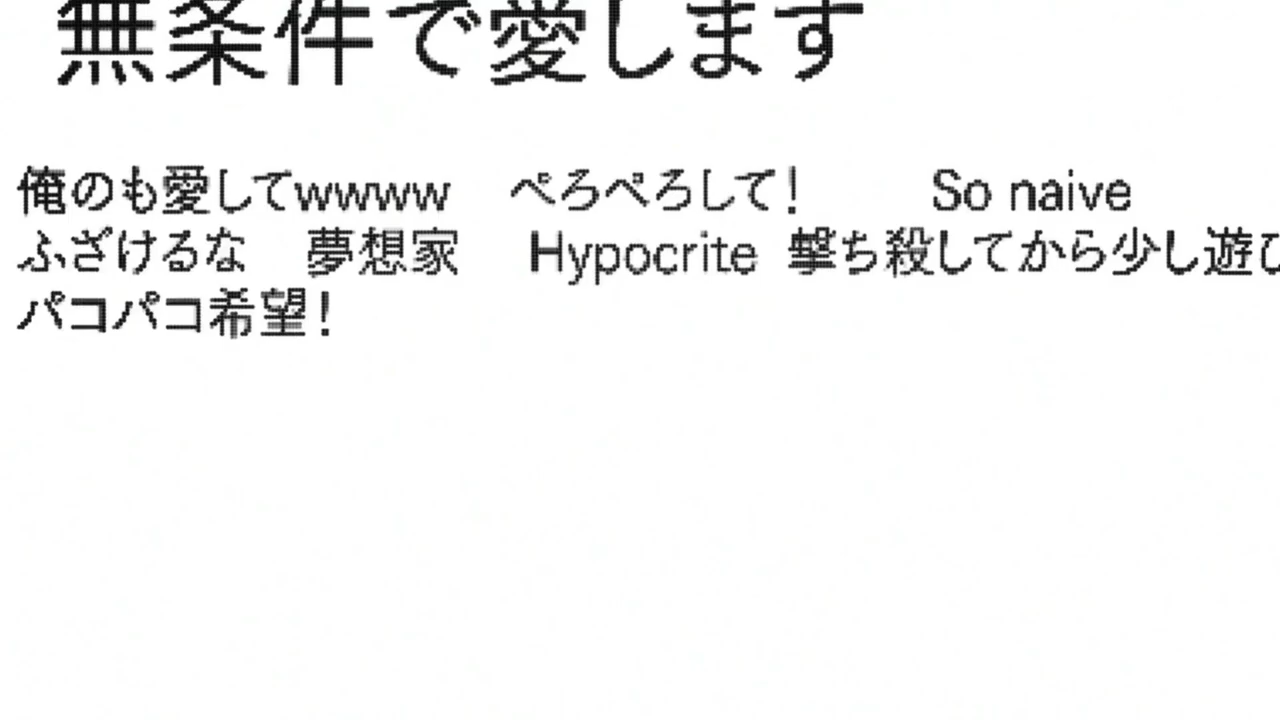 無条件で愛します
俺のも愛してwwww ぺろぺろして! So naive
ふざけるな 夢想家 Hypocrite 撃ち殺してから少し遊び
パコパコ希望!